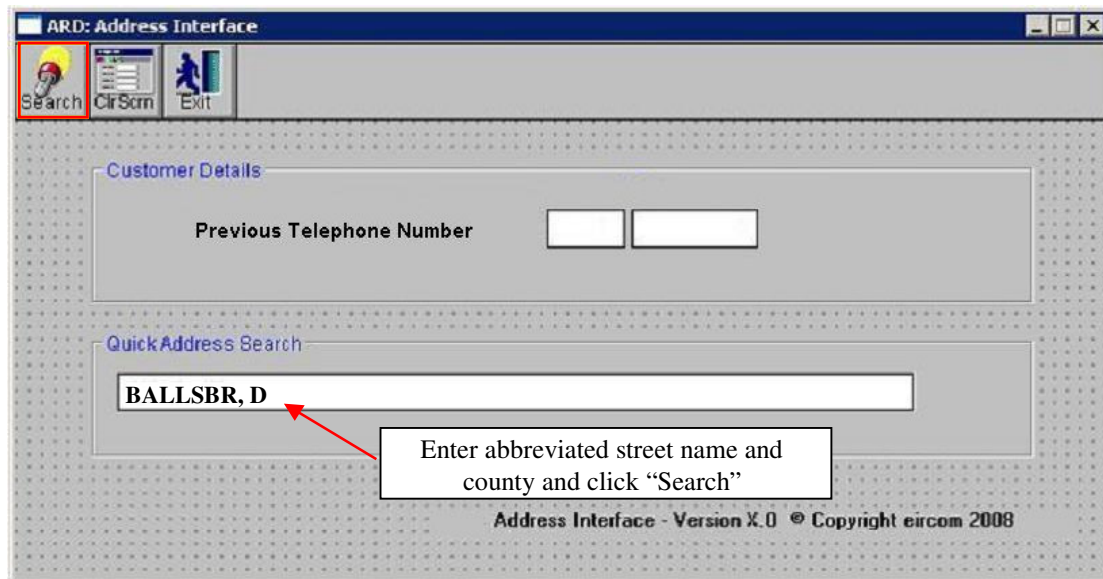 ARD: Address Interface
Search ClrScrn Exit
Customer Details
Previous Telephone Number
Quick Address Search
BALLSBR, D
Enter abbreviated street name and
county and click “Search”
Address Interface - Version X.0 © Copyright eircom 2008